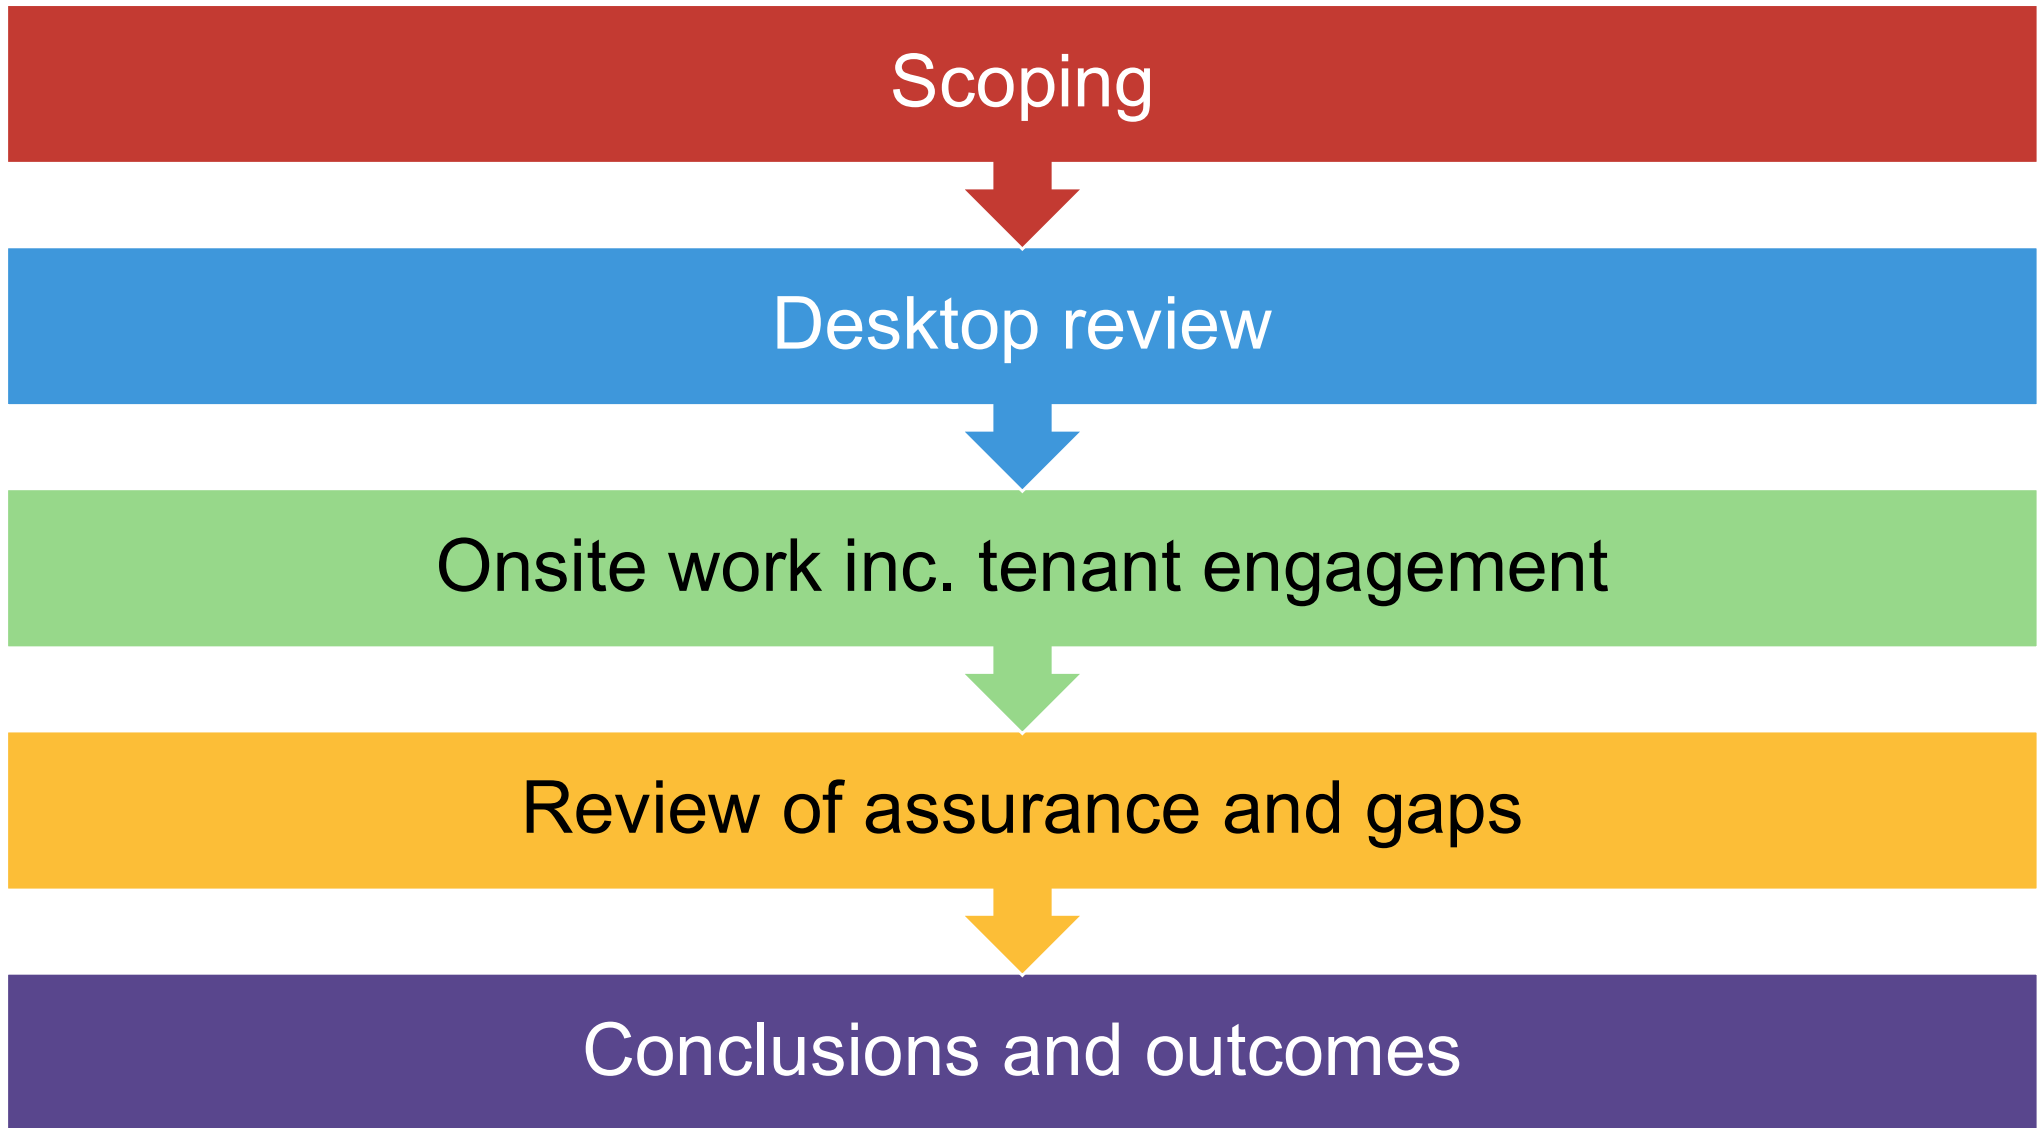 Scoping
Desktop review
Onsite work inc. tenant engagement
Review of assurance and gaps
Conclusions and outcomes